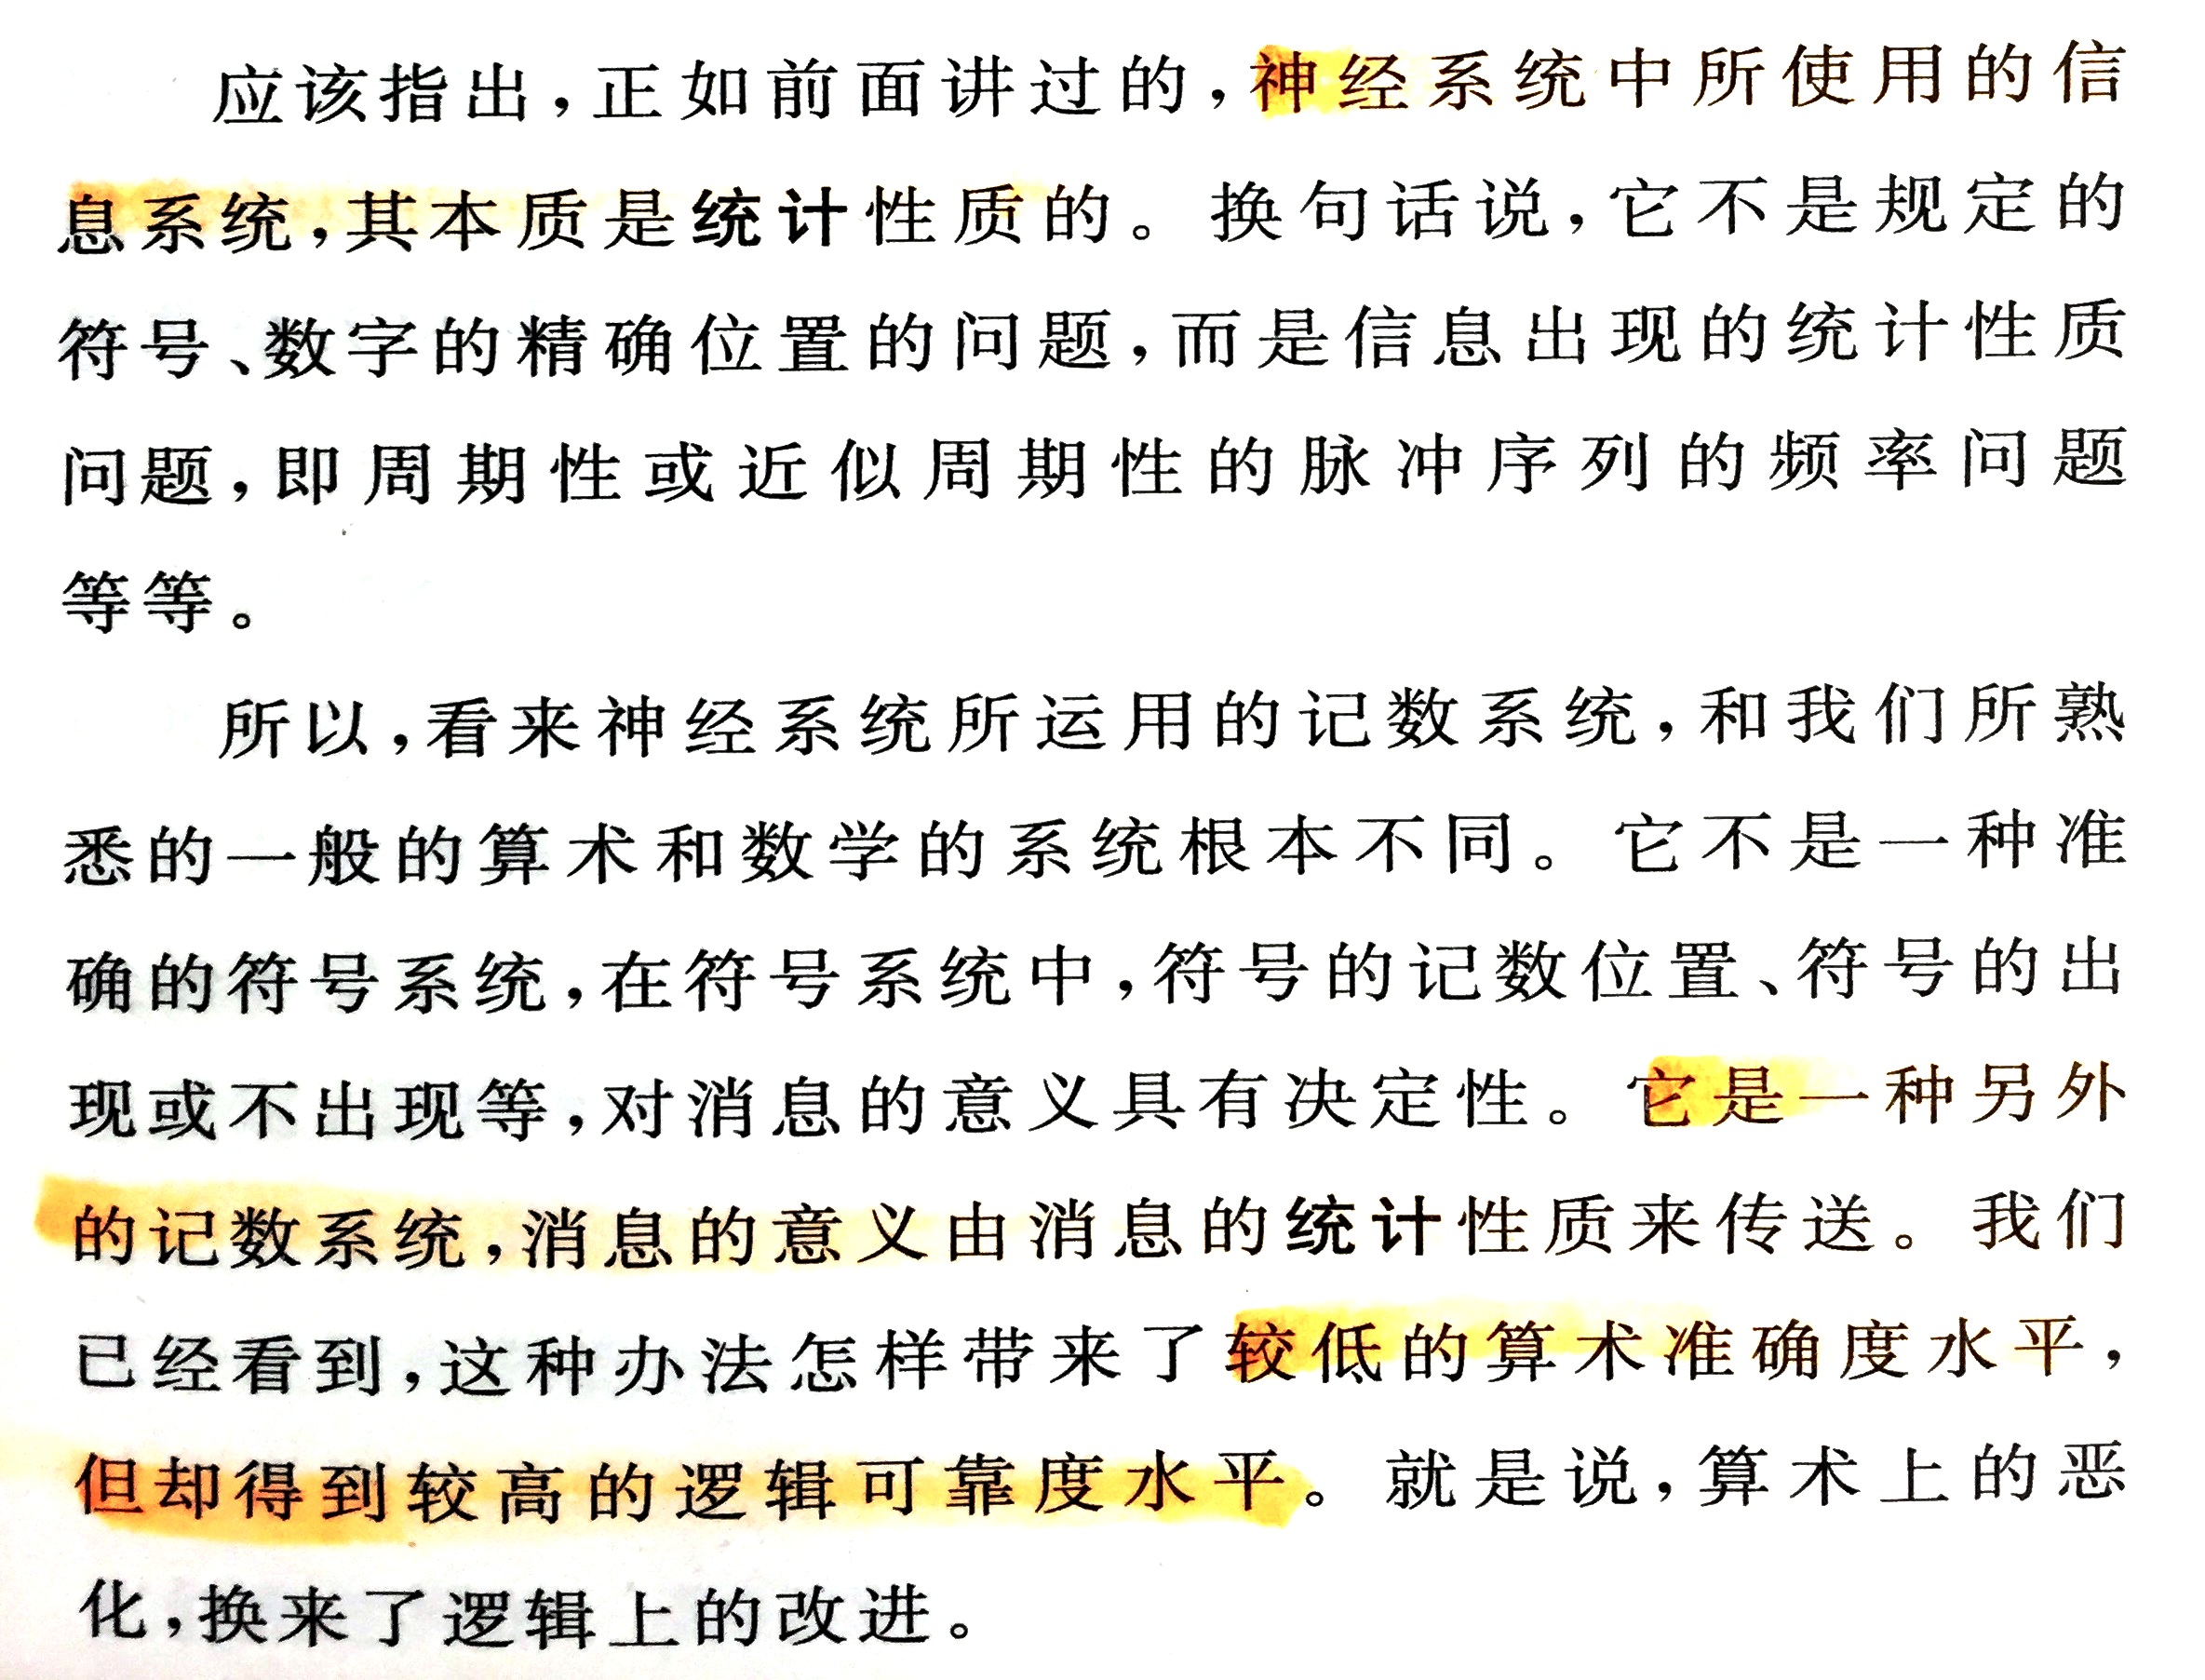 应该指出，正如前面讲过的，神经系统中所使用的信
息系统，其本质是统计性质的。换句话说，它不是规定的
符号、数字的精确位置的问题，而是信息出现的统计性质
问题，即周期性或近似周期性的脉冲序列的频率问题
等等。
所以，看来神经系统所运用的记数系统，和我们所熟
悉的一般的算术和数学的系统根本不同。它不是一种准
确的符号系统，在符号系统中，符号的记数位置、符号的出
现或不出现等，对消息的意义具有决定性。它是一种另外
的记数系统，消息的意义由消息的统计性质来传送。我们
已经看到，这种办法怎样带来了较低的算术准确度水平，
但却得到较高的逻辑可靠度水平。就是说，算术上的恶
化，换来了逻辑上的改进。